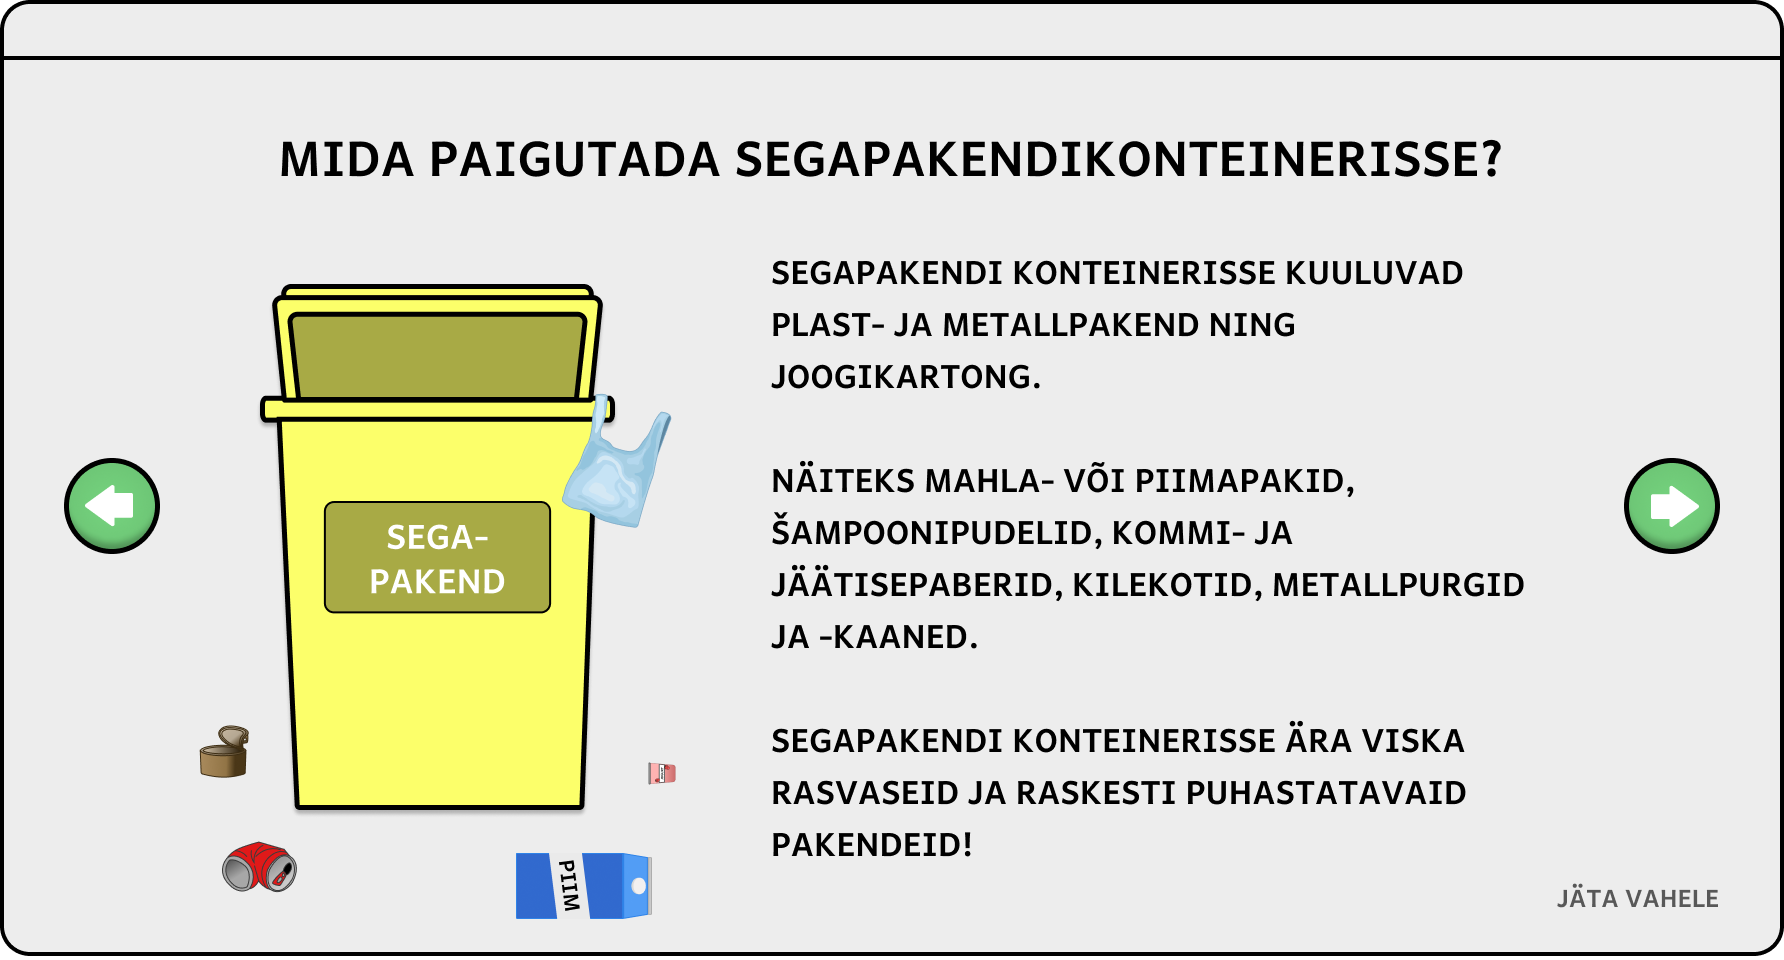 MIDA PAIGUTADA SEGAPAKENDIKONTEINERISSE?
SEGAPAKENDI KONTEINERISSE KUULUVAD
PLAST- JA METALLPAKEND NING
JOOGIKARTONG.
NÄITEKS MAHLA- VÕI PIIMAPAKID,
ŠAMPOONIPUDELID, KOMMI- JA
JÄÄTISEPABERID, KILEKOTID, METALLPURGID
JA -KAANED.
SEGAPAKENDI KONTEINERISSE ÄRA VISKA
RASVASEID JA RASKESTI PUHASTATAVAID
PAKENDEID!
SEGA-
PAKEND
PIIM
JÄTA VAHELE